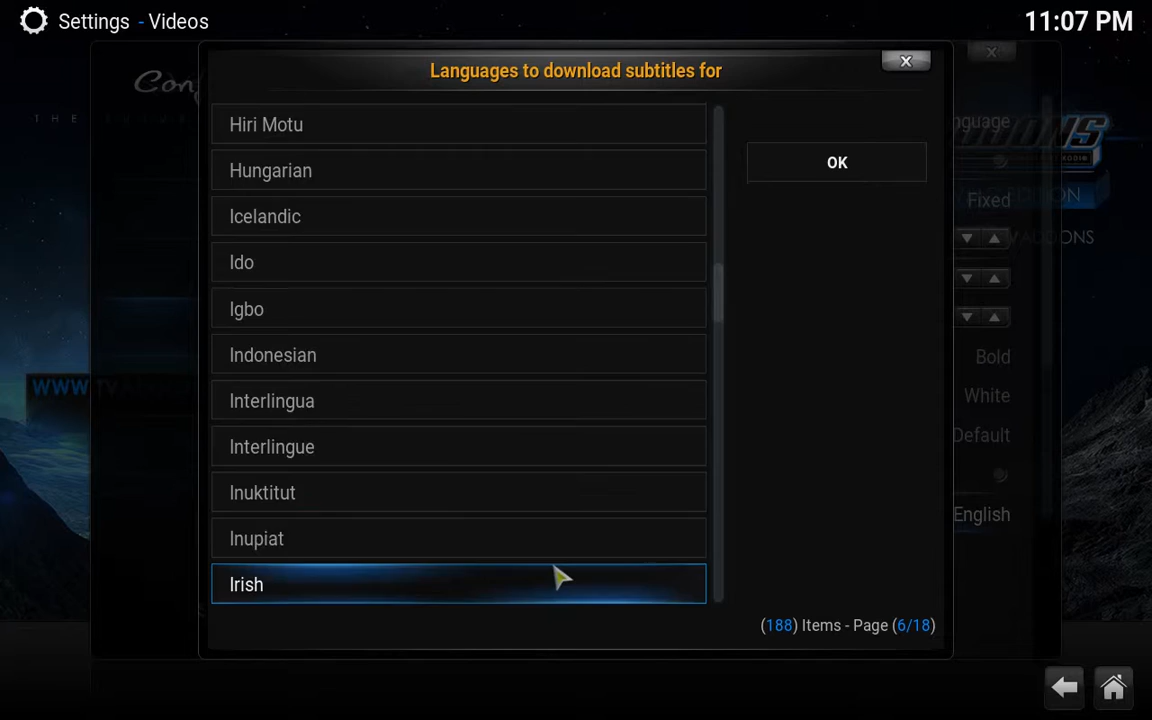 Settings - Videos
11:07 PM
Languages to download subtitles for
x
Hiri Motu
Hungarian
Icelandic
Ido
Igbo
Indonesian
Interlingua
Interlingue
Inuktitut
Inupiat
Irish
OK
Fixed
Bold
White
Default
English
(188) Items - Page (6/18)